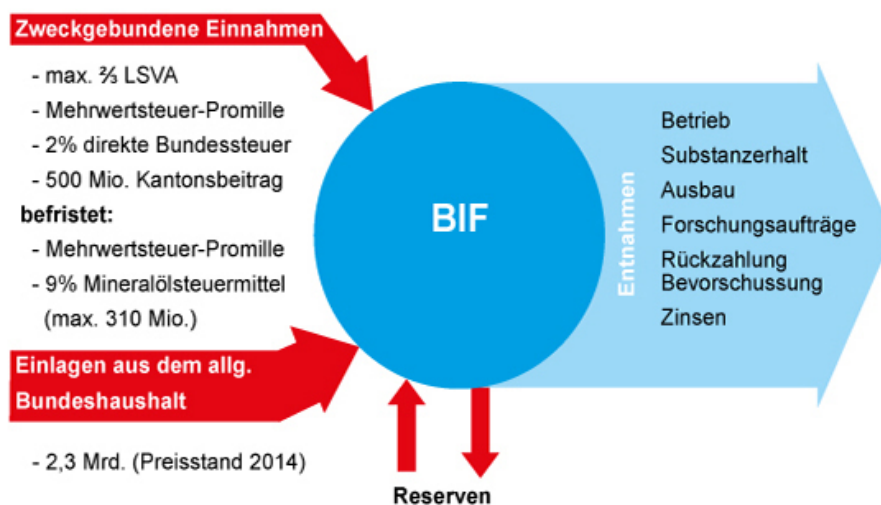 Zweckgebundene Einnahmen
- max. ⅔ LSVA
- Mehrwertsteuer-Promille
- 2% direkte Bundessteuer
- 500 Mio. Kantonsbeitrag
befristet:
- Mehrwertsteuer-Promille
- 9% Mineralölsteuermittel
(max. 310 Mio.)
Einlagen aus dem allg.
Bundeshaushalt
- 2,3 Mrd. (Preisstand 2014)
BIF
Reserven
Entnahmen
Betrieb
Substanzerhalt
Ausbau
Forschungsaufträge
Rückzahlung
Bevorschussung
Zinsen